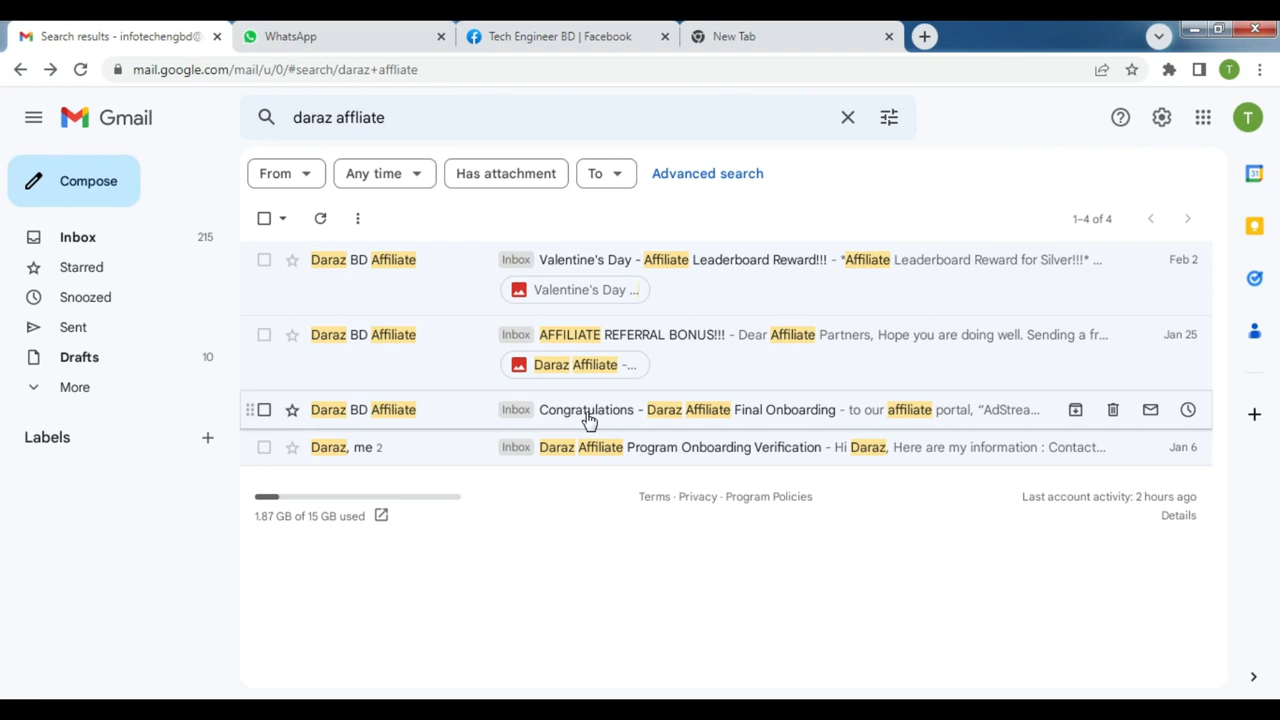 Search results - infotechengbd@
WhatsApp
Tech Engineer BD | Facebook
New Tab
mail.google.com/mail/u/0/#search/daraz+affliate
T
Gmail
daraz affliate
T
Compose
From
Any time
Has attachment
To
Advanced search
1–4 of 4
Inbox 215
Starred
Snoozed
Sent
Drafts 10
More
Labels
Daraz BD Affiliate Inbox Valentine's Day - Affiliate Leaderboard Reward!!! - *Affiliate Leaderboard Reward for Silver!!!* ... Feb 2
Valentine's Day ...
Daraz BD Affiliate Inbox AFFILIATE REFERRAL BONUS!!! - Dear Affiliate Partners, Hope you are doing well. Sending a fr... Jan 25
Daraz Affiliate -...
Daraz BD Affiliate Inbox Congratulations - Daraz Affiliate Final Onboarding - to our affiliate portal, “AdStrea...
Daraz, me 2 Inbox Daraz Affiliate Program Onboarding Verification - Hi Daraz, Here are my information : Contact... Jan 6
1.87 GB of 15 GB used
Terms · Privacy · Program Policies
Last account activity: 2 hours ago
Details
31